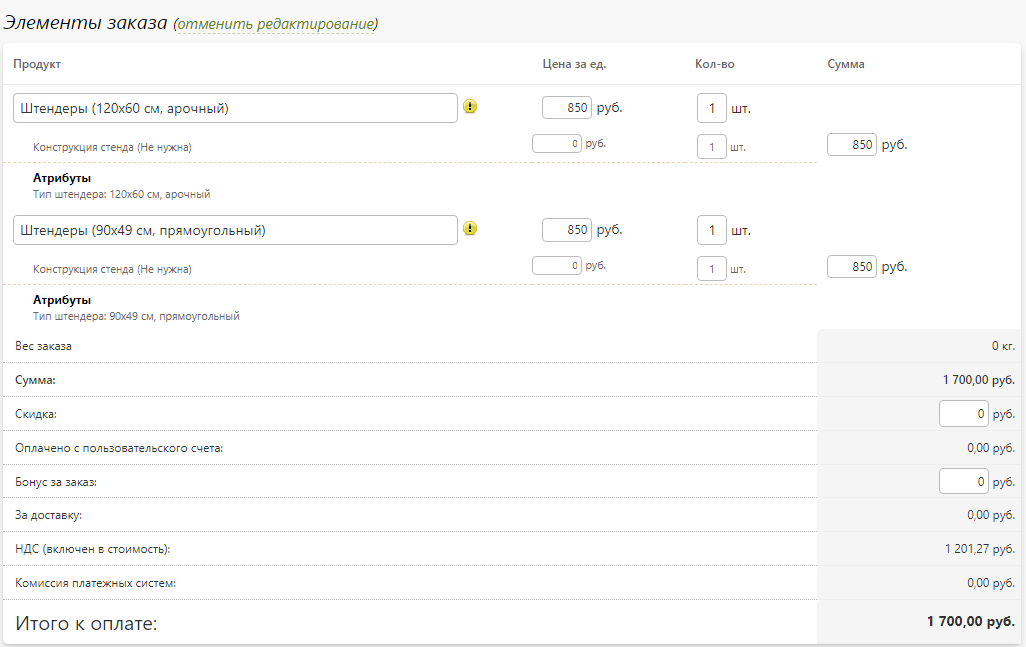 Элементы заказа (отменить редактирование)
Продукт Цена за ед. Кол-во Сумма
Штендеры (120x60 см, арочный) 850 руб. 1 шт.
Конструкция стенда (Не нужна) 0 руб. 1 шт. 850 руб.
Атрибуты
Тип штендера: 120x60 см, арочный
Штендеры (90x49 см, прямоугольный) 850 руб. 1 шт.
Конструкция стенда (Не нужна) 0 руб. 1 шт. 850 руб.
Атрибуты
Тип штендера: 90x49 см, прямоугольный
Вес заказа 0 кг.
Сумма: 1 700,00 руб.
Скидка: 0 руб.
Оплачено с пользовательского счета: 0,00 руб.
Бонус за заказ: 0 руб.
За доставку: 0,00 руб.
НДС (включен в стоимость): 1 201,27 руб.
Комиссия платежных систем: 0,00 руб.
Итого к оплате: 1 700,00 руб.